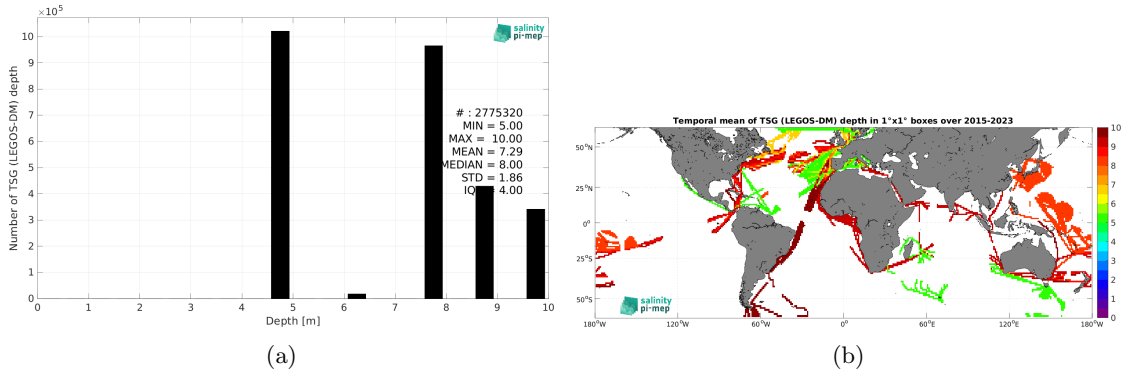 ×10⁵
10
9
8
7
6
5
4
3
2
1
0
0 1 2 3 4 5 6 7 8 9 10
Number of TSG (LEGOS-DM) depth
Depth [m]
salinity
pi-mep
# : 2775320
MIN = 5.00
MAX = 10.00
MEAN = 7.29
MEDIAN = 8.00
STD = 1.86
= 4.00
(a)
Temporal mean of TSG (LEGOS-DM) depth in 1°x1° boxes over 2015-2023
50°N
25°N
0°
25°S
50°S
180°W 120°W 60°W 0° 60°E 120°E 180°W
salinity
pi-mep
10
9
8
7
6
5
4
3
2
1
0
(b)